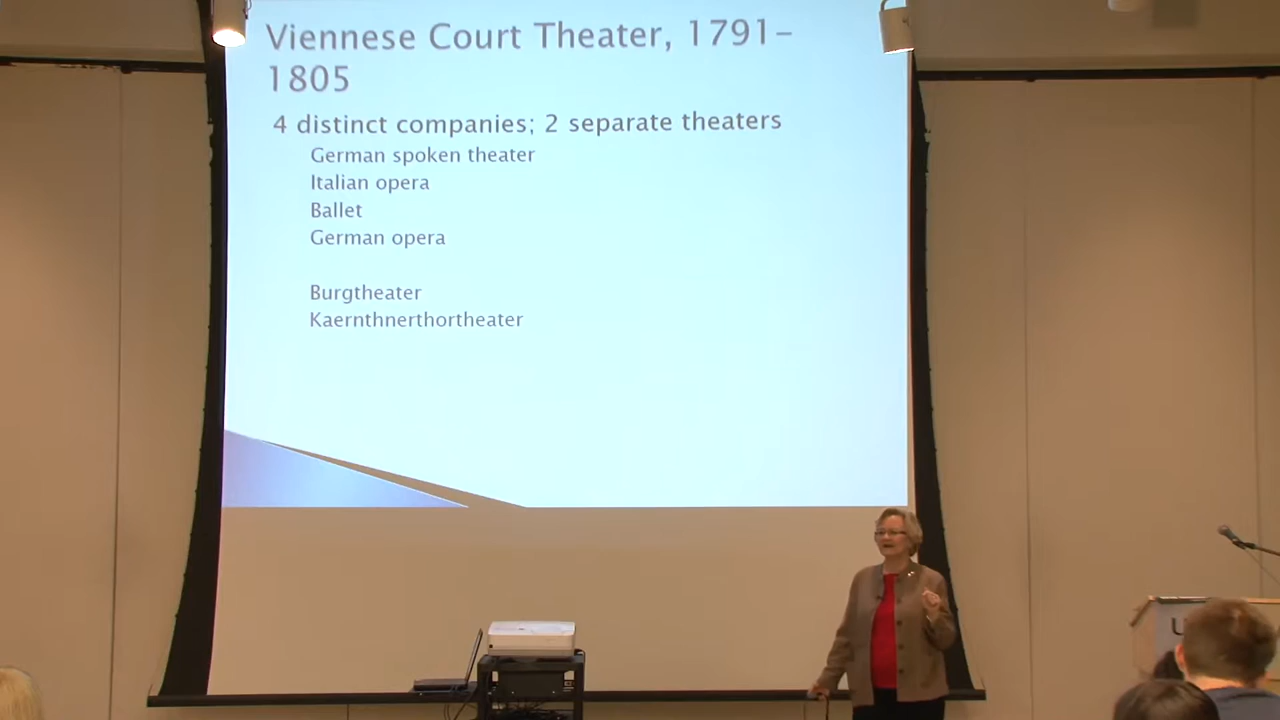 Viennese Court Theater, 1791–
1805
4 distinct companies; 2 separate theaters
German spoken theater
Italian opera
Ballet
German opera
Burgtheater
Kaernthnerthortheater